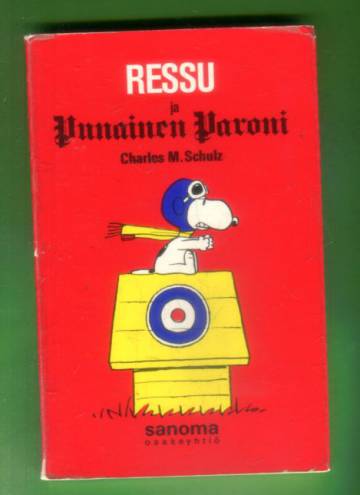 RESSU
ja
Punainen Paroni
Charles M. Schulz
sanoma
osakeyhtiö